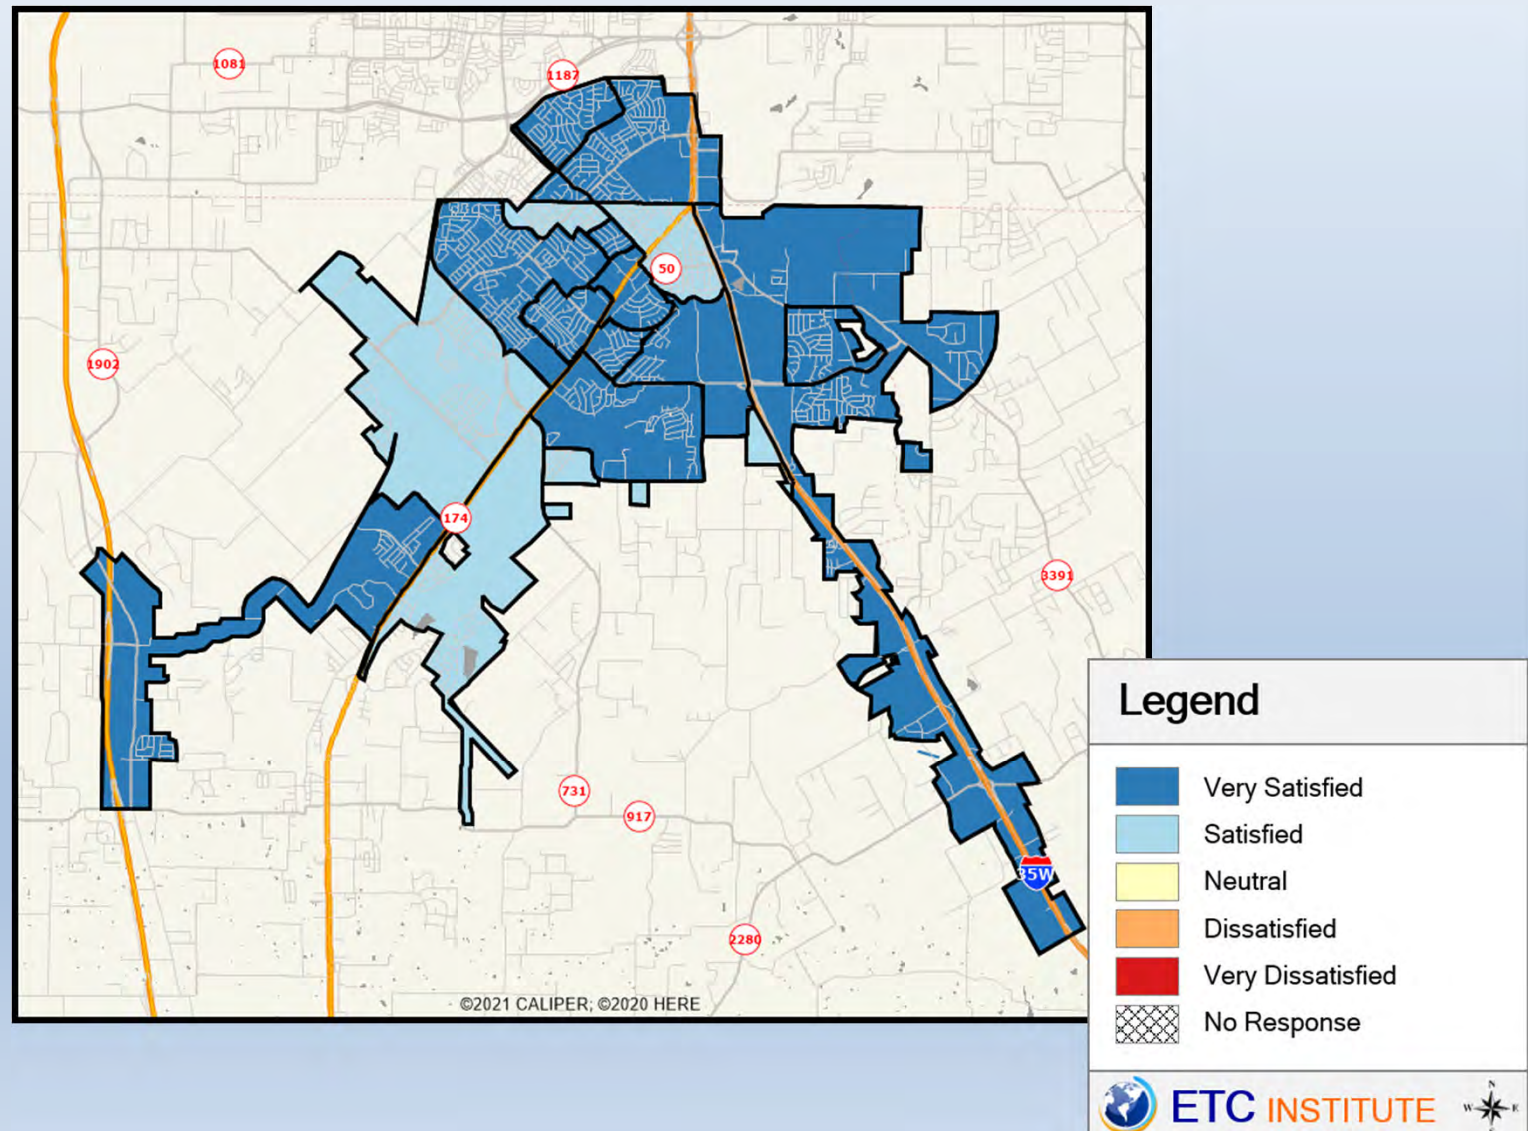 1081
1187
50
1902
174
3391
731
917
35W
2280
©2021 CALIPER; ©2020 HERE
Legend
Very Satisfied
Satisfied
Neutral
Dissatisfied
Very Dissatisfied
No Response
ETC INSTITUTE
N
W E
S